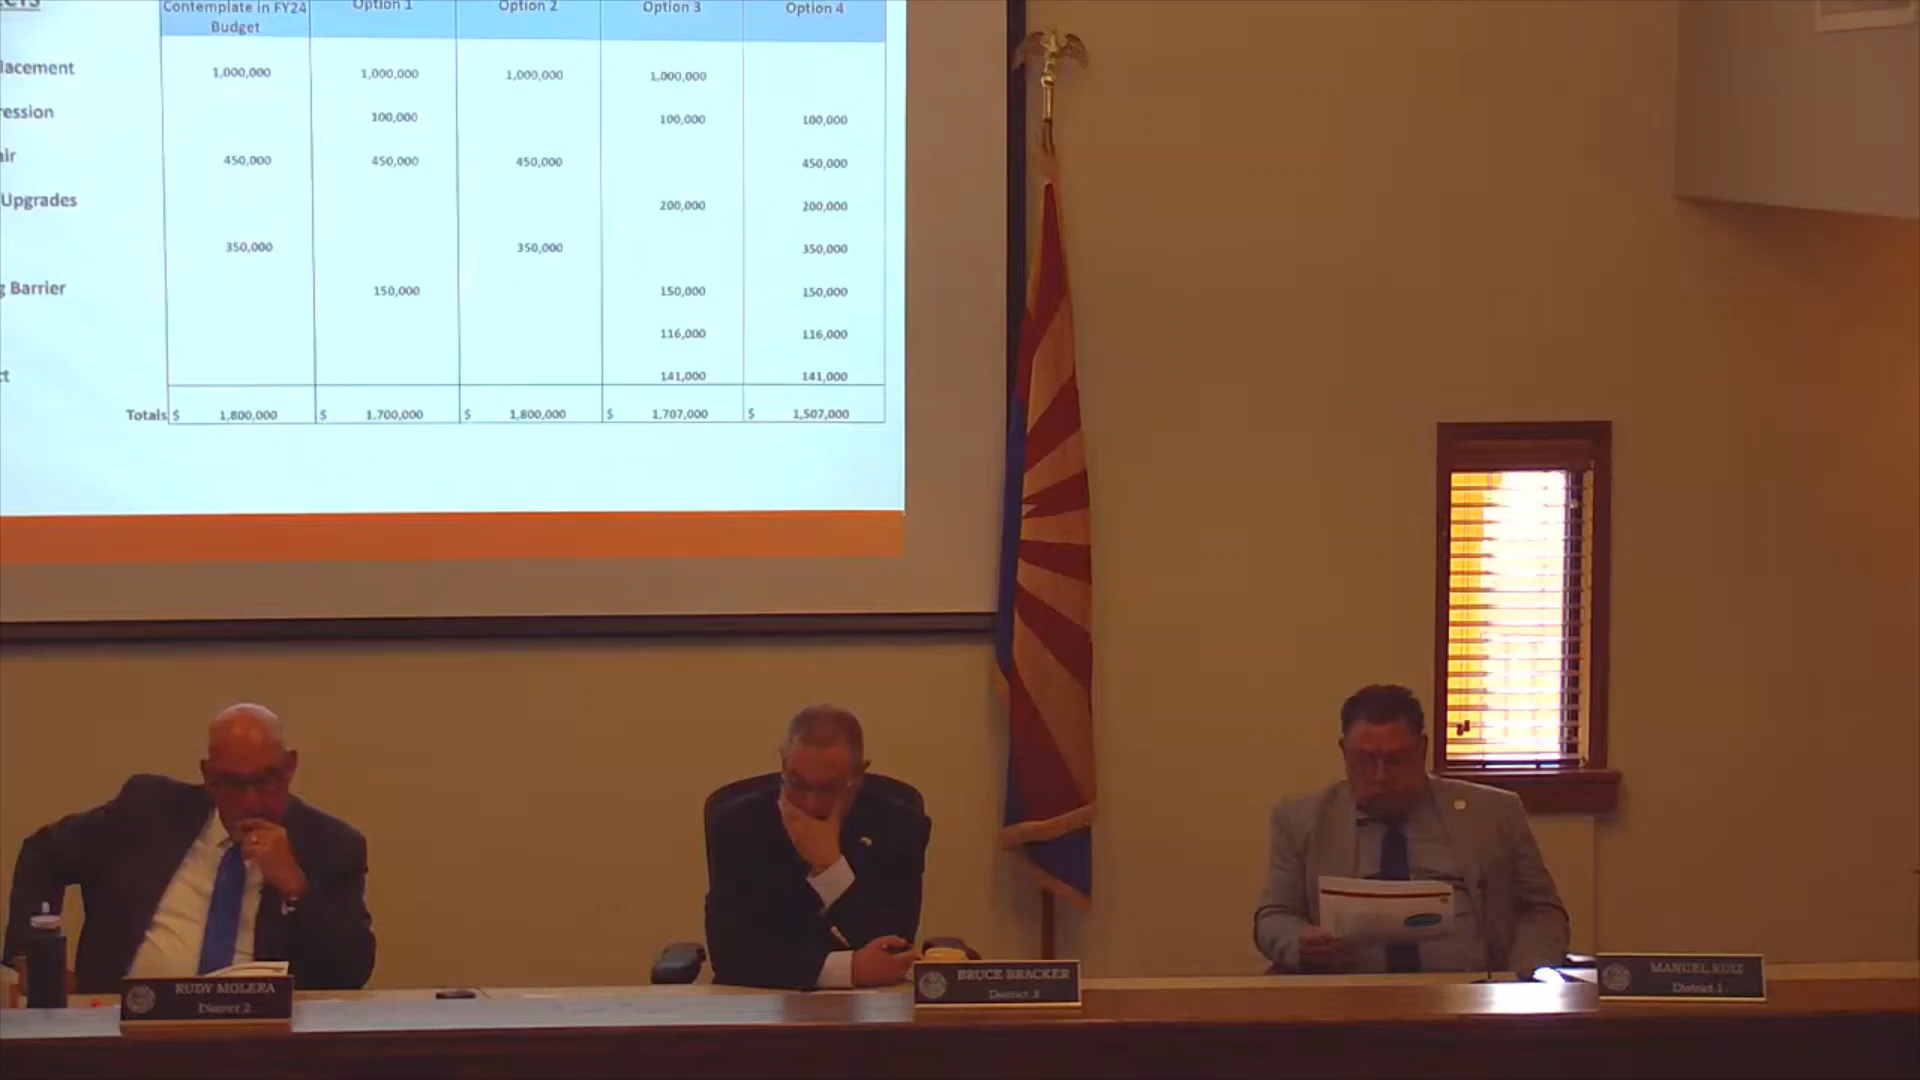 Contemplate in FY24 Option 1 Option 2 Option 3 Option 4
Budget
lacement 1,000,000 1,000,000 1,000,000 1,000,000
ression 100,000 100,000 100,000
air 450,000 450,000 450,000 450,000
Upgrades 200,000 200,000
350,000 350,000 350,000
g Barrier 150,000 150,000 150,000
116,000 116,000
ct 141,000 141,000
Totals $ 1,800,000 $ 1,700,000 $ 1,800,000 $ 1,707,000 $ 1,507,000
RUDY MOLERA
District 2
BRUCE BRACKER
District 3
MANUEL RUIZ
District 1